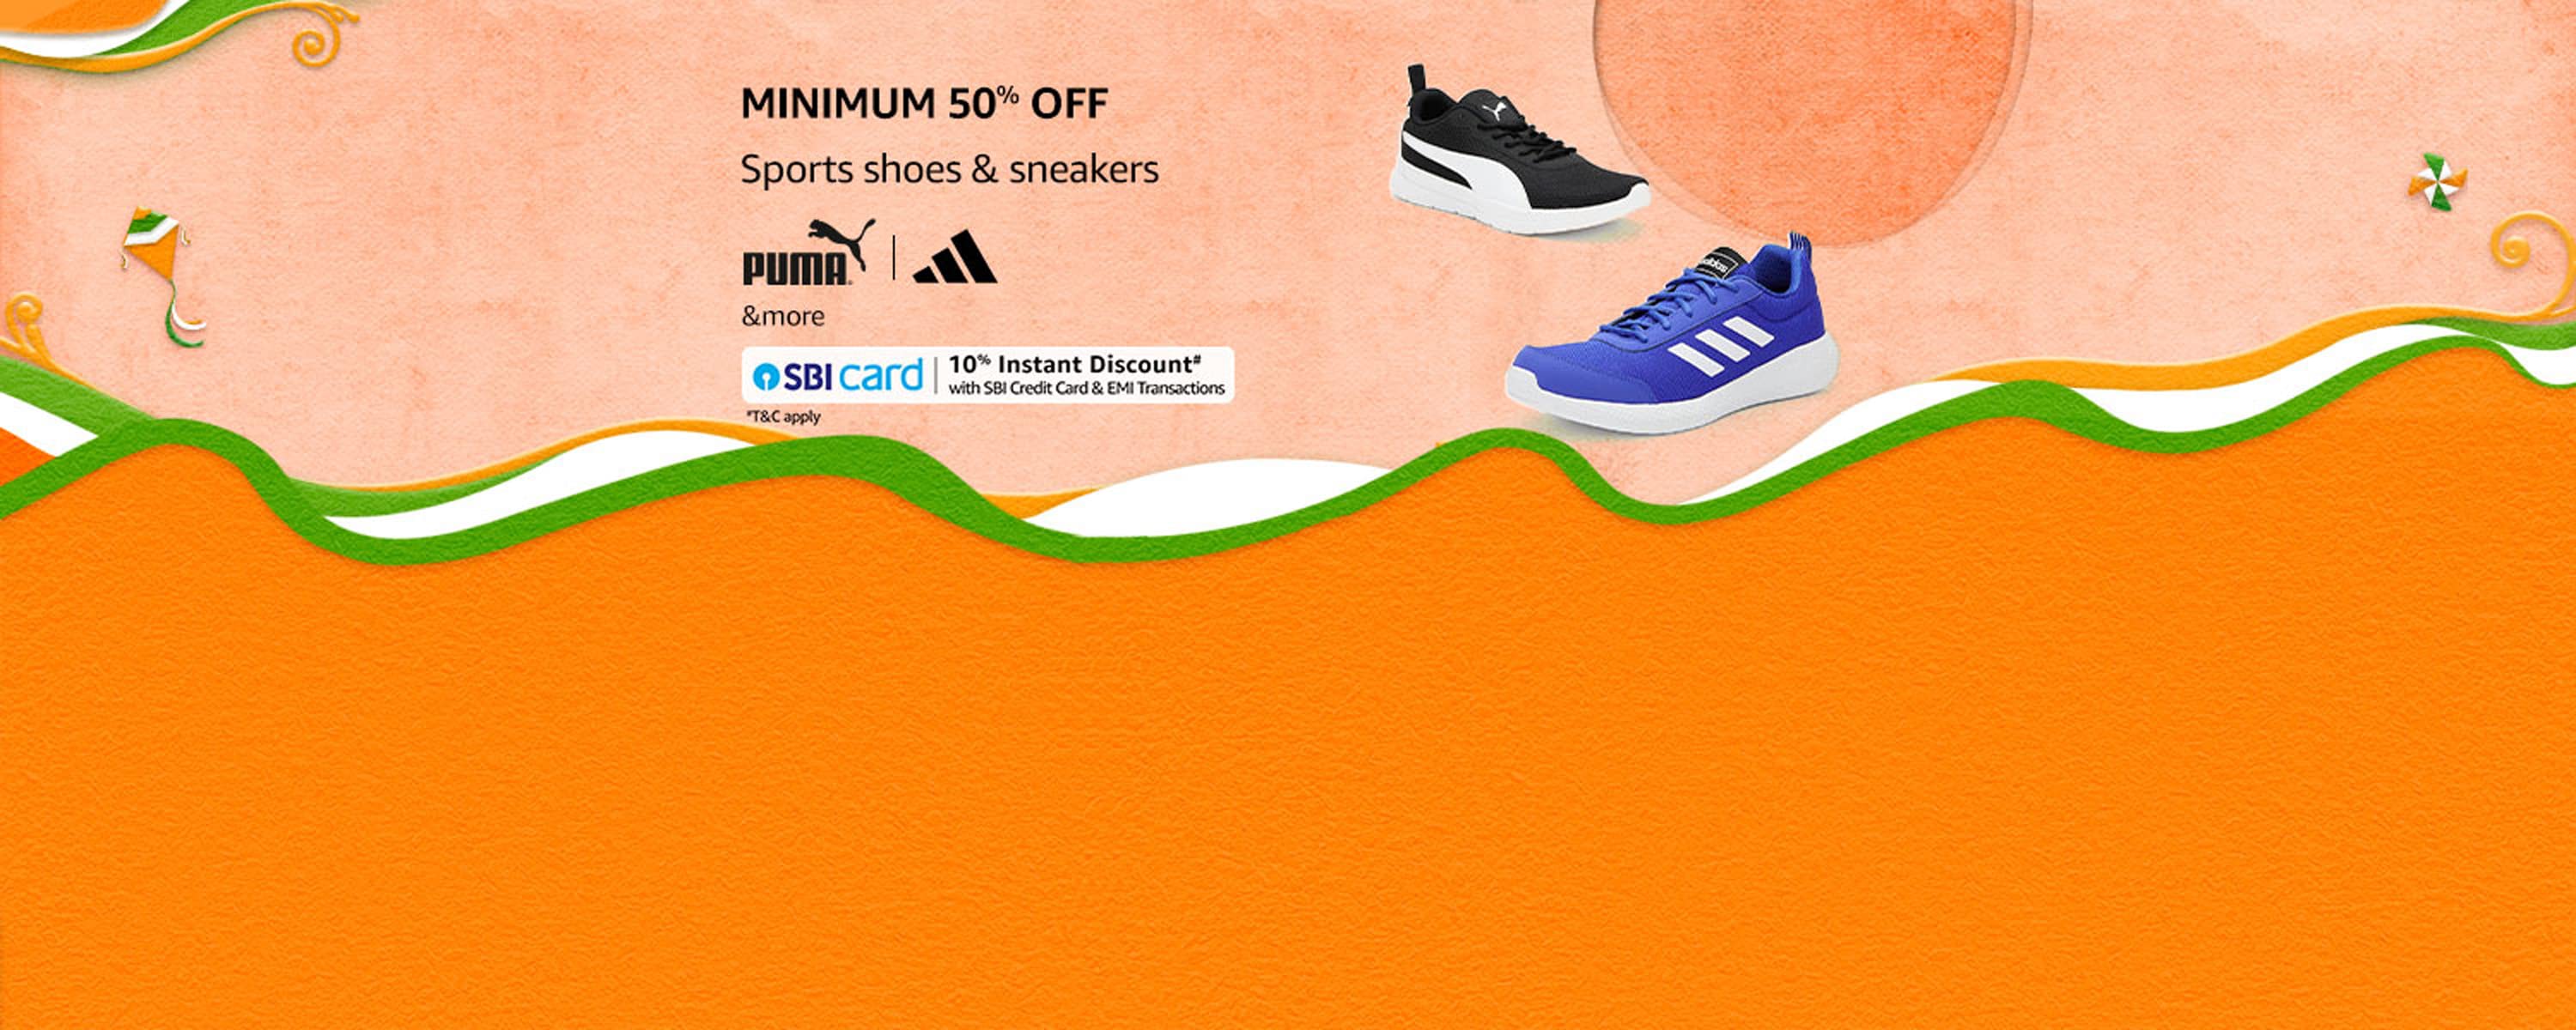 MINIMUM 50% OFF
Sports shoes & sneakers
PUMA
&more
SBI card
10% Instant Discount#
with SBI Credit Card & EMI Transactions
#T&C apply
adidas